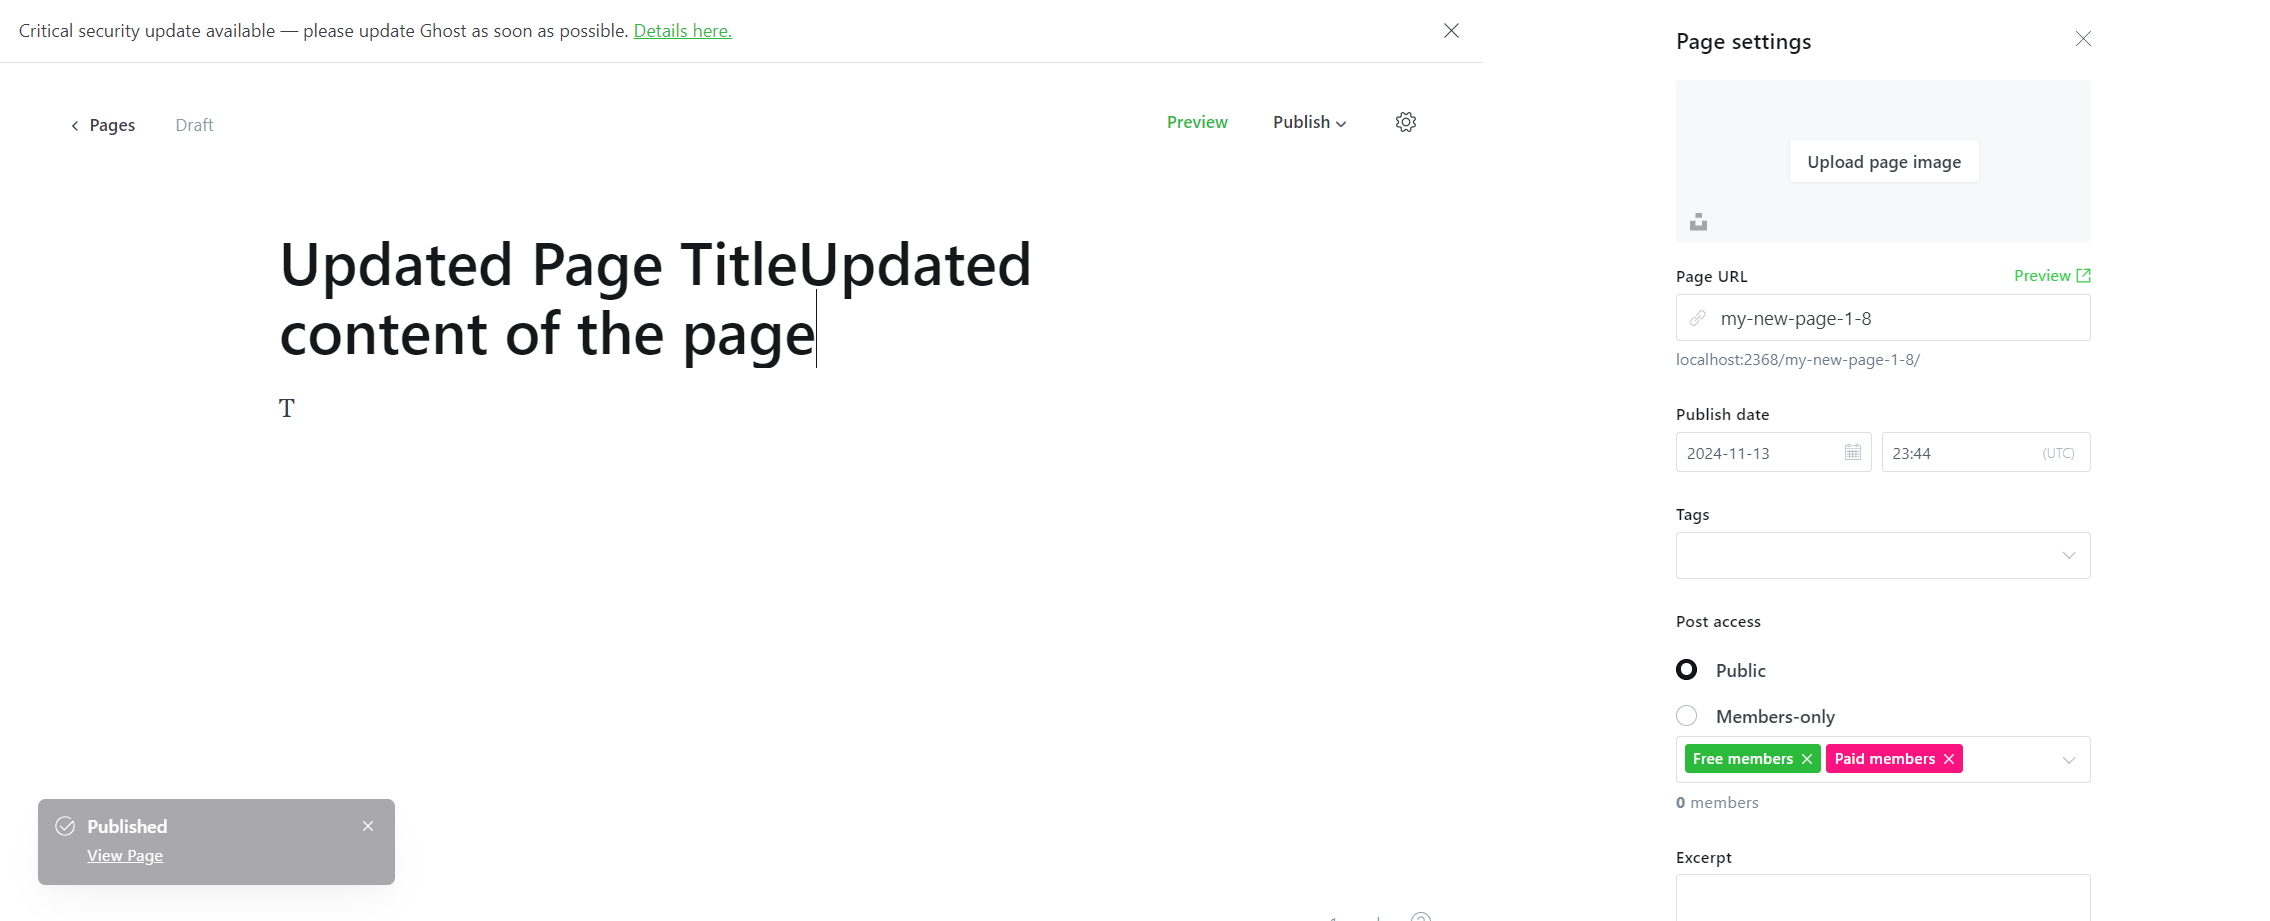 Critical security update available — please update Ghost as soon as possible. Details here.
Pages
Draft
Preview
Publish
Updated Page TitleUpdated
content of the page
T
Published
View Page
Page settings
Upload page image
Page URL
Preview
my-new-page-1-8
localhost:2368/my-new-page-1-8/
Publish date
2024-11-13
23:44
(UTC)
Tags
Post access
Public
Members-only
Free members
Paid members
0 members
Excerpt